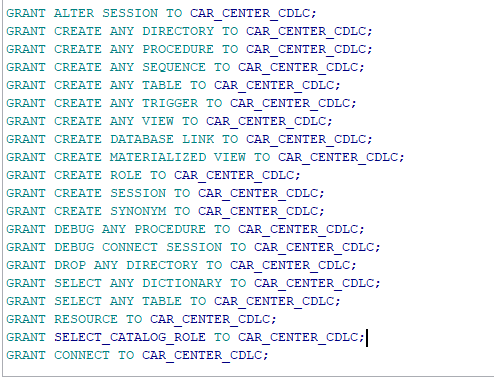 GRANT ALTER SESSION TO CAR_CENTER_CDLC;
GRANT CREATE ANY DIRECTORY TO CAR_CENTER_CDLC;
GRANT CREATE ANY PROCEDURE TO CAR_CENTER_CDLC;
GRANT CREATE ANY SEQUENCE TO CAR_CENTER_CDLC;
GRANT CREATE ANY TABLE TO CAR_CENTER_CDLC;
GRANT CREATE ANY TRIGGER TO CAR_CENTER_CDLC;
GRANT CREATE ANY VIEW TO CAR_CENTER_CDLC;
GRANT CREATE DATABASE LINK TO CAR_CENTER_CDLC;
GRANT CREATE MATERIALIZED VIEW TO CAR_CENTER_CDLC;
GRANT CREATE ROLE TO CAR_CENTER_CDLC;
GRANT CREATE SESSION TO CAR_CENTER_CDLC;
GRANT CREATE SYNONYM TO CAR_CENTER_CDLC;
GRANT DEBUG ANY PROCEDURE TO CAR_CENTER_CDLC;
GRANT DEBUG CONNECT SESSION TO CAR_CENTER_CDLC;
GRANT DROP ANY DIRECTORY TO CAR_CENTER_CDLC;
GRANT SELECT ANY DICTIONARY TO CAR_CENTER_CDLC;
GRANT SELECT ANY TABLE TO CAR_CENTER_CDLC;
GRANT RESOURCE TO CAR_CENTER_CDLC;
GRANT SELECT_CATALOG_ROLE TO CAR_CENTER_CDLC;
GRANT CONNECT TO CAR_CENTER_CDLC;